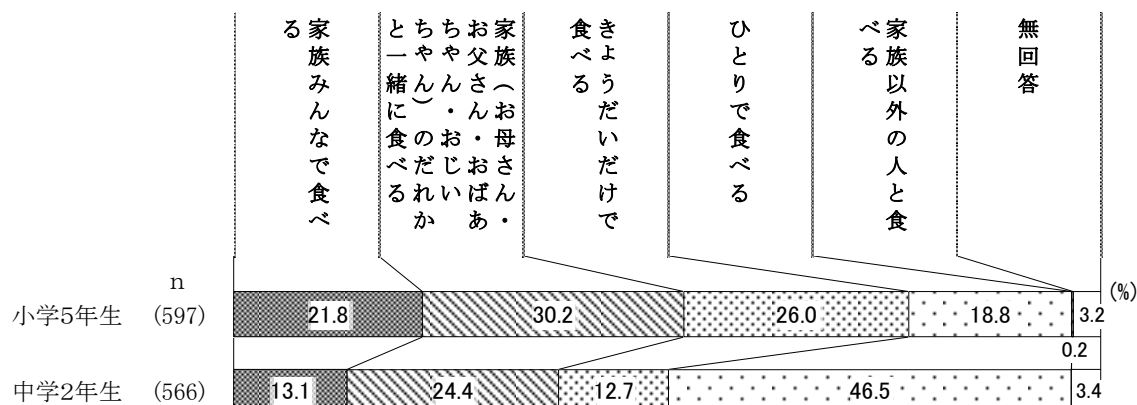 家族みんなで食べ
る
家族（お母さん・
お父さん・おばあ
ちゃん・おじい
ちゃん）のだれか
と一緒に食べる
きょうだいだけで
食べる
ひとりで食べる
家族以外の人と食
べる
無回答
n
(%)
小学5年生 (597) 21.8 30.2 26.0 18.8 3.2
0.2
中学2年生 (566) 13.1 24.4 12.7 46.5 3.4